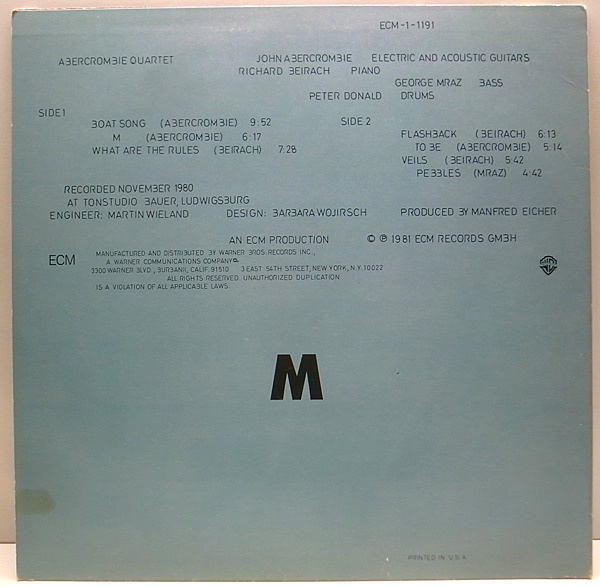 ECM-1-1191
ABERCROMBIE QUARTET JOHN ABERCROMBIE ELECTRIC AND ACOUSTIC GUITARS
RICHARD BEIRACH PIANO
GEORGE MRAZ BASS
PETER DONALD DRUMS
SIDE 1
BOAT SONG (ABERCROMBIE) 9:52
M (ABERCROMBIE) 6:17
WHAT ARE THE RULES (BEIRACH) 7:28
SIDE 2
FLASHBACK (BEIRACH) 6:13
TO BE (ABERCROMBIE) 5:14
VEILS (BEIRACH) 5:42
PEBBLES (MRAZ) 4:42
RECORDED NOVEMBER 1980
AT TONSTUDIO BAUER, LUDWIGSBURG
ENGINEER: MARTIN WIELAND DESIGN: BARBARA WOJIRSCH PRODUCED BY MANFRED EICHER
AN ECM PRODUCTION © ℗ 1981 ECM RECORDS GMBH
ECM
MANUFACTURED AND DISTRIBUTED BY WARNER BROS. RECORDS INC.,
A WARNER COMMUNICATIONS COMPANY
3300 WARNER BLVD., BURBANK, CALIF. 91510 3 EAST 54TH STREET, NEW YORK, N.Y. 10022
ALL RIGHTS RESERVED. UNAUTHORIZED DUPLICATION
IS A VIOLATION OF ALL APPLICABLE LAWS.
M
PRINTED IN U.S.A.